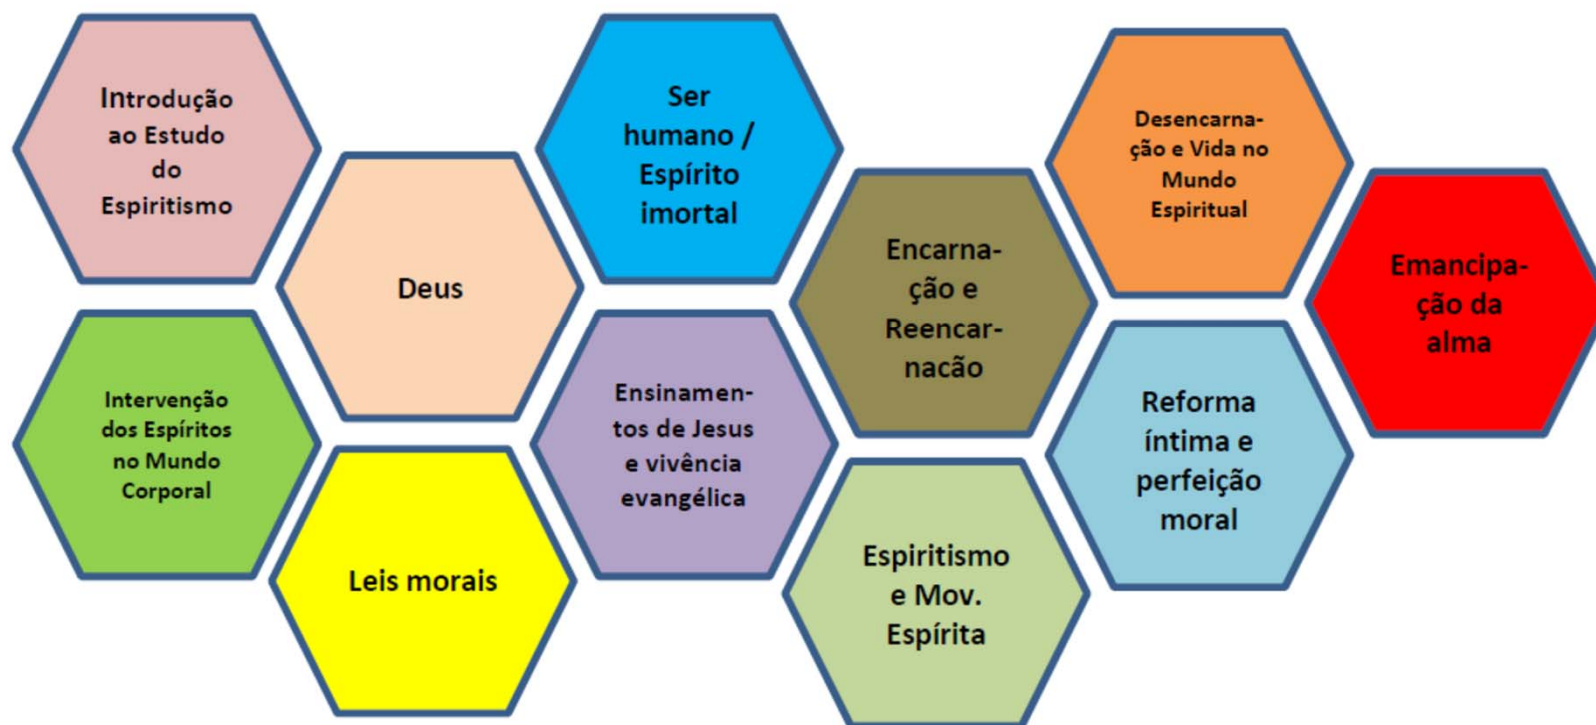 Introdução
ao Estudo
do
Espiritismo
Deus
Ser
humano /
Espírito
imortal
Encarna-
ção e
Reencar-
nacão
Desencarna-
ção e Vida no
Mundo
Espiritual
Emancipa-
ção da
alma
Intervenção
dos Espíritos
no Mundo
Corporal
Leis morais
Ensinamen-
tos de Jesus
e vivência
evangélica
Espiritismo
e Mov.
Espírita
Reforma
íntima e
perfeição
moral